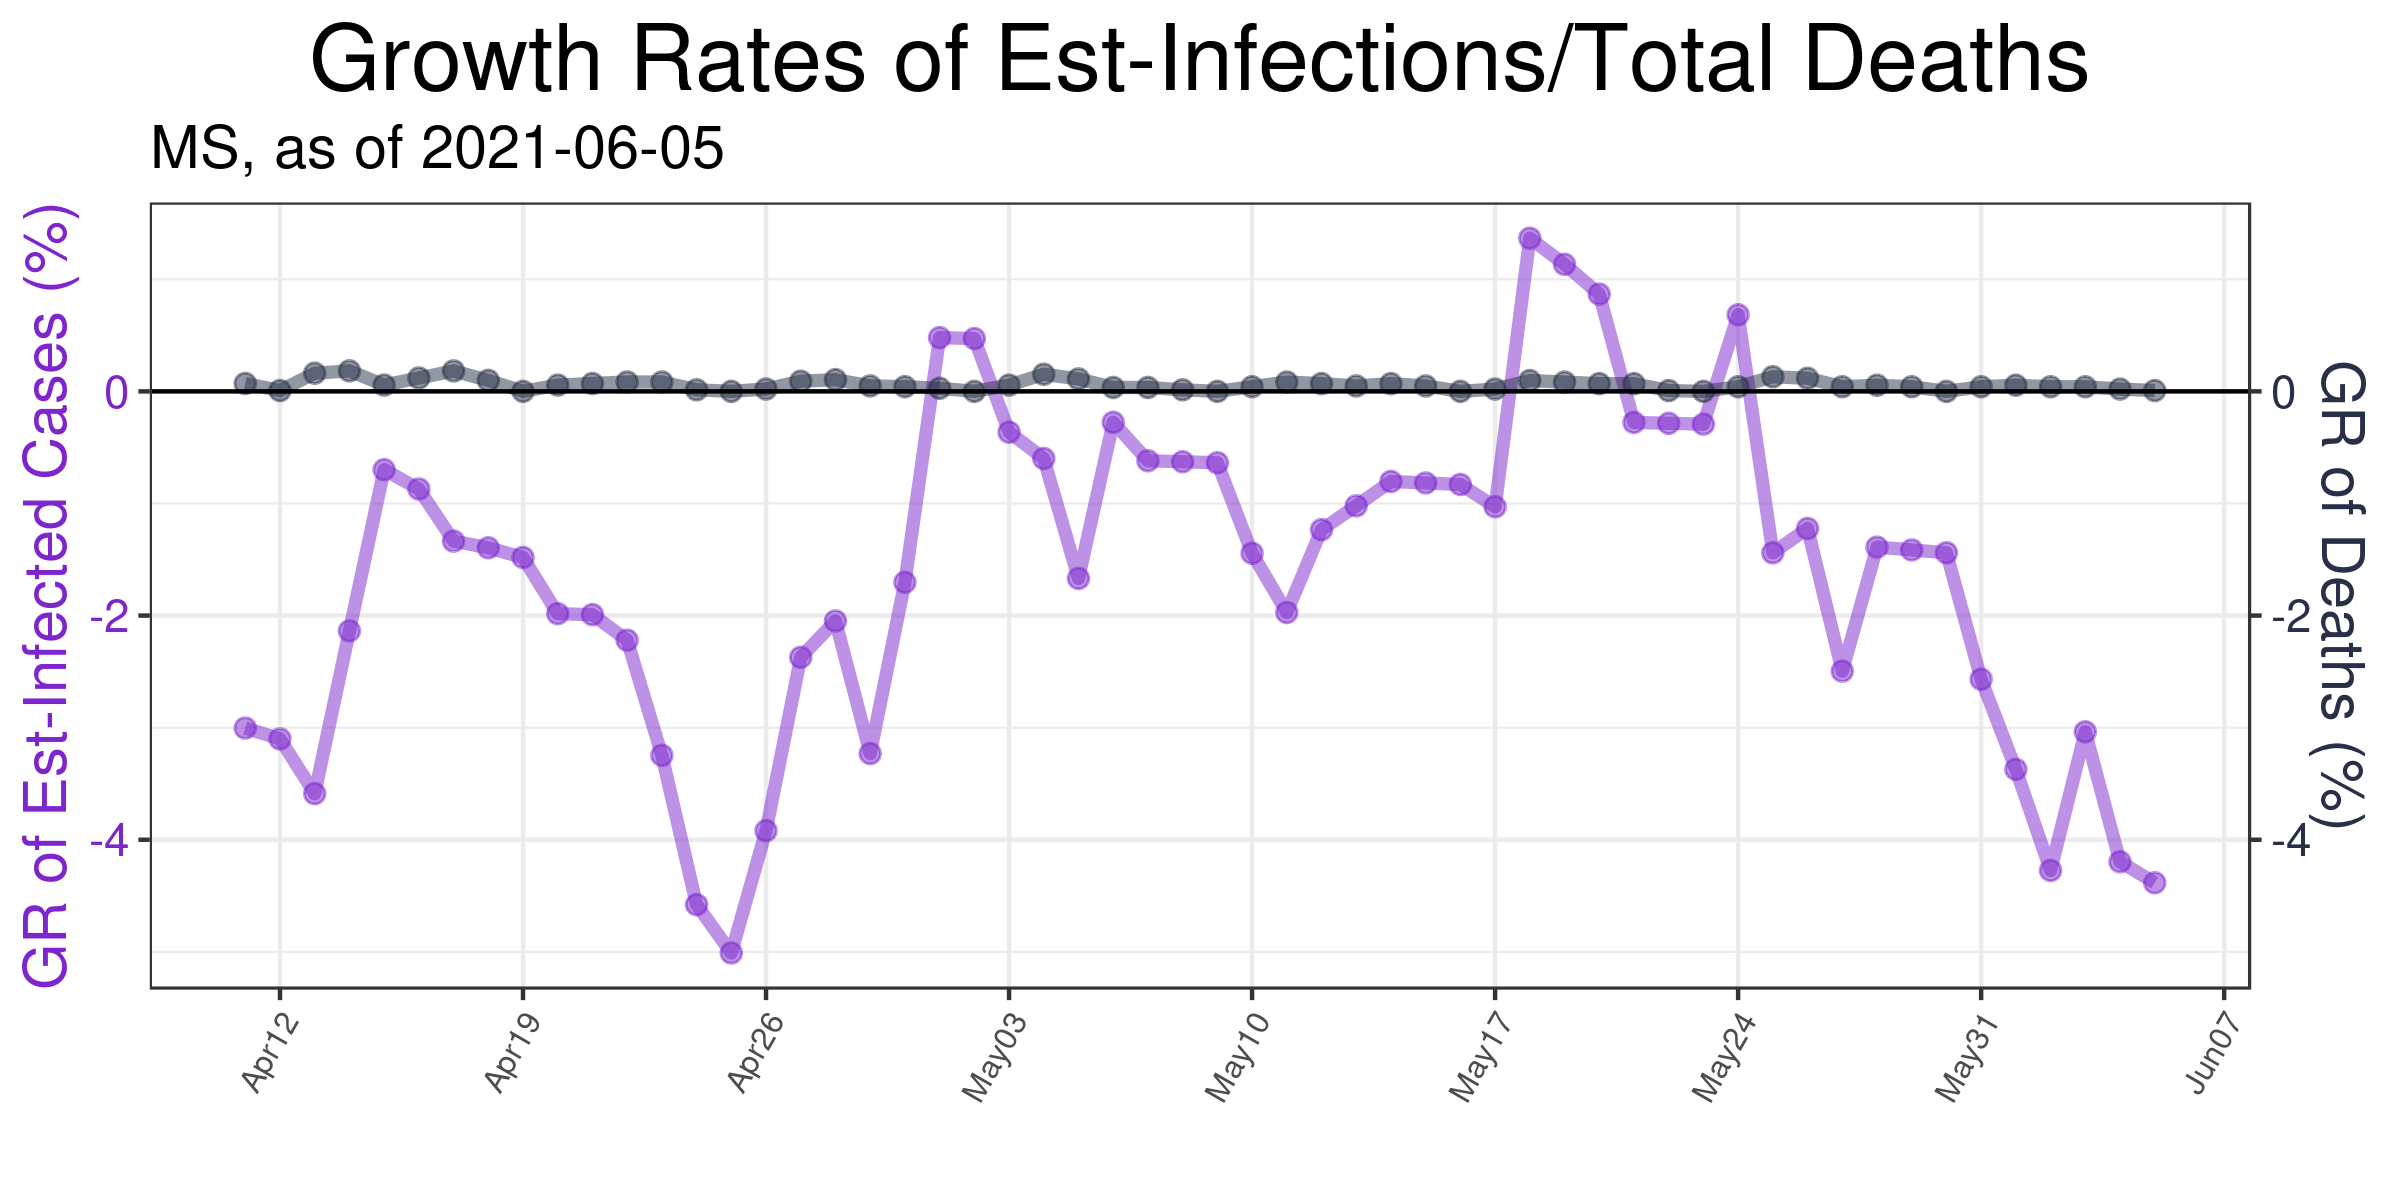 Growth Rates of Est-Infections/Total Deaths
MS, as of 2021-06-05
GR of Est-Infected Cases (%)
0
-2
-4
0
-2
-4
GR of Deaths (%)
Apr12
Apr19
Apr26
May03
May10
May17
May24
May31
Jun07